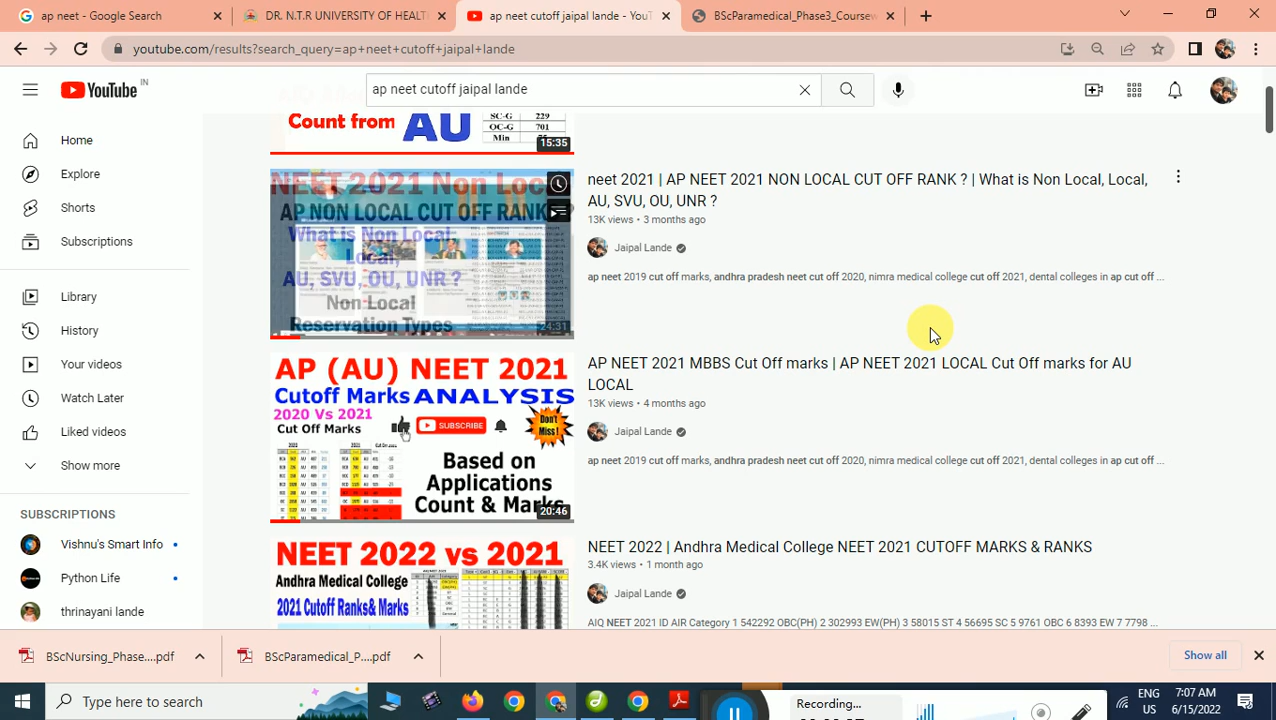 ap neet - Google Search
DR. N.T.R UNIVERSITY OF HEALT
ap neet cutoff jaipal lande - YouT
BScParamedical_Phase3_Coursew
youtube.com/results?search_query=ap+neet+cutoff+jaipal+lande
YouTube IN
ap neet cutoff jaipal lande
Home
Explore
Shorts
Subscriptions
Library
History
Your videos
Watch Later
Liked videos
Show more
SUBSCRIPTIONS
Vishnu's Smart Info
Python Life
thrinayani lande
Count from AU
SC-G 229
OC-G 701
Min
15:35
NEET 2021 Non Loc
AP NON LOCAL CUT OFF RANK ?
What is Non Local,
Local,
AU, SVU, OU, UNR ?
Non Local
Reservation Types
24:31
neet 2021 | AP NEET 2021 NON LOCAL CUT OFF RANK ? | What is Non Local, Local,
AU, SVU, OU, UNR ?
13K views • 3 months ago
Jaipal Lande
ap neet 2019 cut off marks, andhra pradesh neet cut off 2020, nimra medical college cut off 2021, dental colleges in ap cut off ...
AP (AU) NEET 2021
Cutoff Marks ANALYSIS
2020 Vs 2021
Cut Off Marks
SUBSCRIBE
Don't
Miss !
Based on
Applications
Count & Marks
20:46
AP NEET 2021 MBBS Cut Off marks | AP NEET 2021 LOCAL Cut Off marks for AU
LOCAL
13K views • 4 months ago
Jaipal Lande
ap neet 2019 cut off marks, andhra pradesh neet cut off 2020, nimra medical college cut off 2021, dental colleges in ap cut off ...
NEET 2022 vs 2021
Andhra Medical College
2021 Cutoff Ranks& Marks
NEET 2022 | Andhra Medical College NEET 2021 CUTOFF MARKS & RANKS
3.4K views • 1 month ago
Jaipal Lande
AIQ NEET 2021 ID AIR Category 1 542292 OBC(PH) 2 302993 EW(PH) 3 58015 ST 4 56695 SC 5 9761 OBC 6 8393 EW 7 7798 ...
BScNursing_Phase....pdf
BScParamedical_P....pdf
Show all
Type here to search
Recording...
ENG
US
7:07 AM
6/15/2022